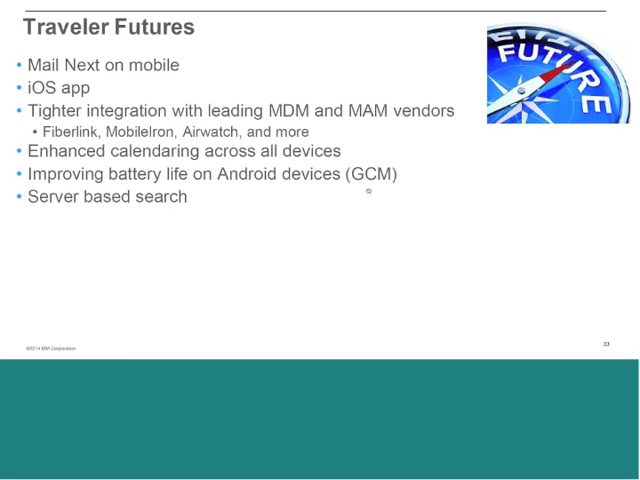 Traveler Futures
• Mail Next on mobile
• iOS app
• Tighter integration with leading MDM and MAM vendors
• Fiberlink, MobileIron, Airwatch, and more
• Enhanced calendaring across all devices
• Improving battery life on Android devices (GCM)
• Server based search
FUTURE
©2014 IBM Corporation
33